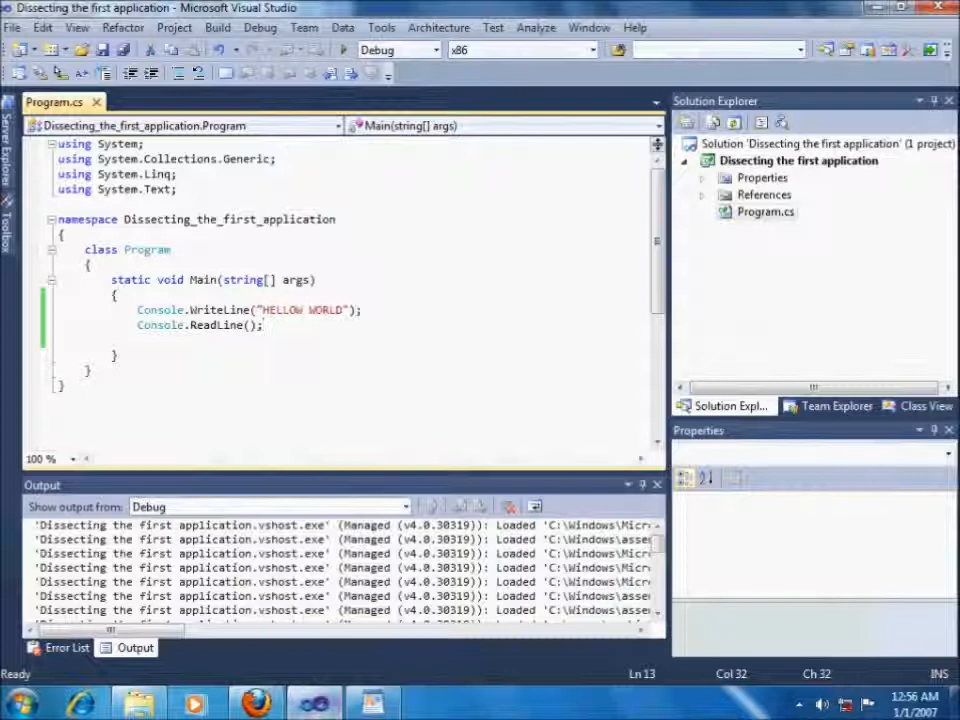 Dissecting the first application - Microsoft Visual Studio
File Edit View Refactor Project Build Debug Team Data Tools Architecture Test Analyze Window Help
Debug x86
Program.cs
Dissecting_the_first_application.Program Main(string[] args)
using System;
using System.Collections.Generic;
using System.Linq;
using System.Text;
namespace Dissecting_the_first_application
{
class Program
{
static void Main(string[] args)
{
Console.WriteLine("HELLOW WORLD");
Console.ReadLine();
}
}
}
100 %
Server Explorer
Toolbox
Solution Explorer
Solution 'Dissecting the first application' (1 project)
Dissecting the first application
Properties
References
Program.cs
Solution Expl... Team Explorer Class View
Properties
Output
Show output from: Debug
'Dissecting the first application.vshost.exe' (Managed (v4.0.30319)): Loaded 'C:\Windows\Micr
'Dissecting the first application.vshost.exe' (Managed (v4.0.30319)): Loaded 'C:\Windows\asse
'Dissecting the first application.vshost.exe' (Managed (v4.0.30319)): Loaded 'C:\Windows\Micr
'Dissecting the first application.vshost.exe' (Managed (v4.0.30319)): Loaded 'C:\Windows\Micr
'Dissecting the first application.vshost.exe' (Managed (v4.0.30319)): Loaded 'C:\Windows\asse
'Dissecting the first application.vshost.exe' (Managed (v4.0.30319)): Loaded 'C:\Windows\Micr
'Dissecting the first application.vshost.exe' (Managed (v4.0.30319)): Loaded 'C:\Windows\asse
Error List Output
Ready Ln 13 Col 32 Ch 32 INS
12:56 AM
1/1/2007